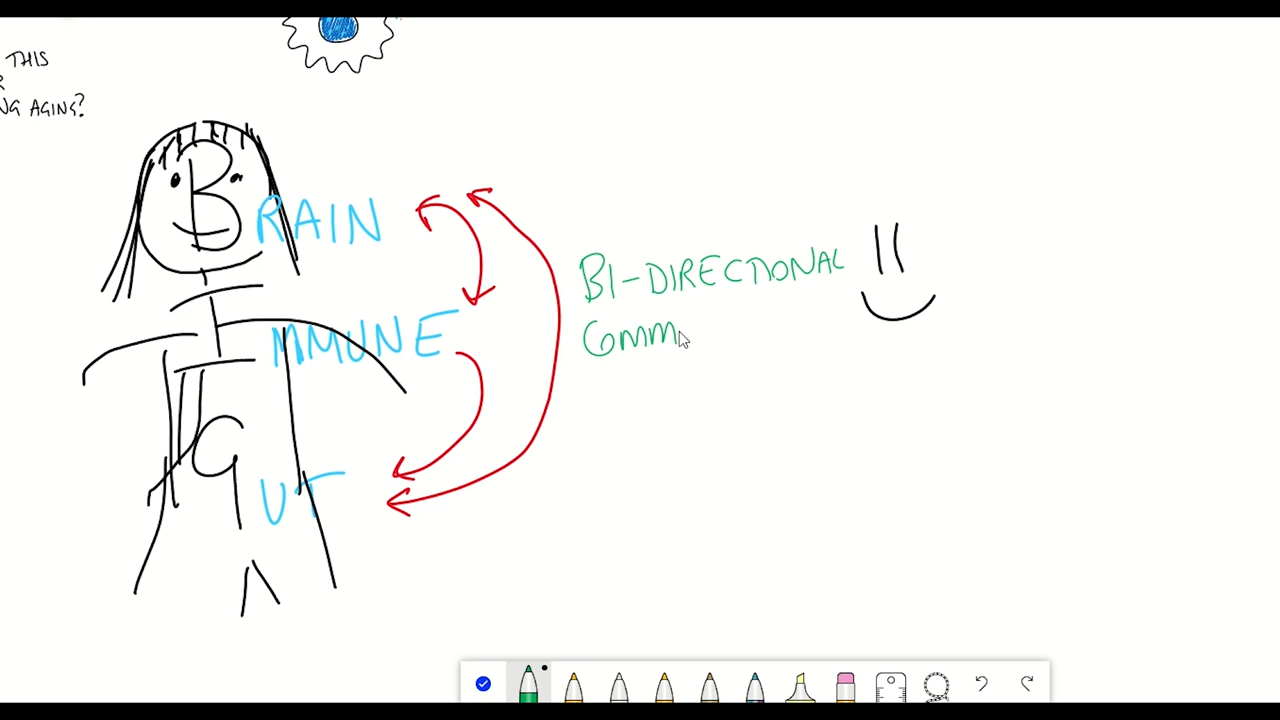 THIS
NG AGING?
BRAIN
IMMUNE
GUT
BI-DIRECTIONAL
Comm